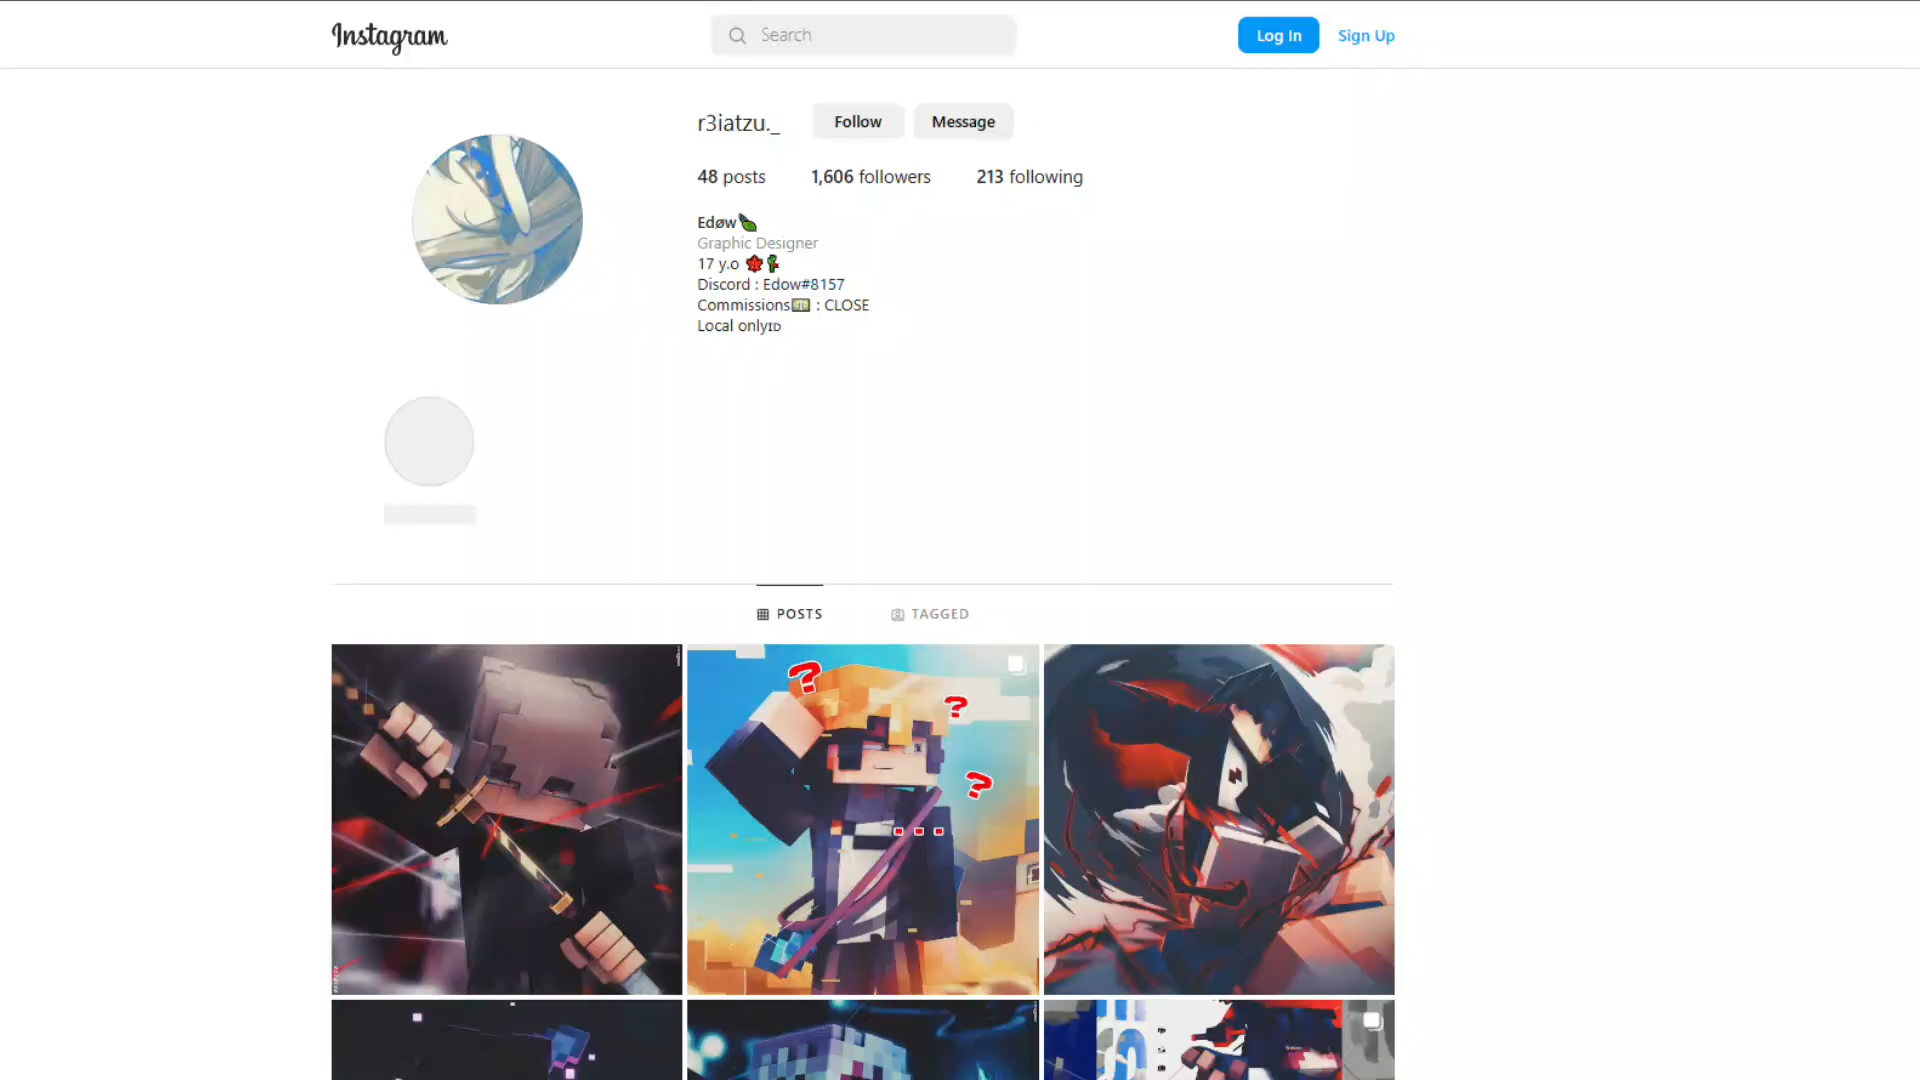 Instagram
Search
Log In
Sign Up
r3iatzu._
Follow
Message
48 posts
1,606 followers
213 following
Edøw
Graphic Designer
17 y.o
Discord : Edow#8157
Commissions : CLOSE
Local onlyID
POSTS
TAGGED
?
?
?
...